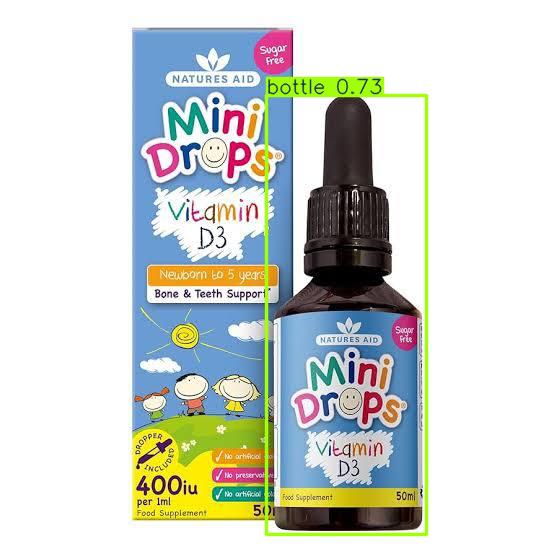 Sugar
Free
NATURES AID
bottle 0.73
Mini
Drops®
Vitamin
D3
Newborn to 5 years
Bone & Teeth Support
DROPPER
INCLUDED
400iu
per 1ml
Food Supplement
No artificial
No preservative
No artificial
NATURES AID
Sugar
Free
Mini
Drops®
Vitamin
D3
Food Supplement
50ml